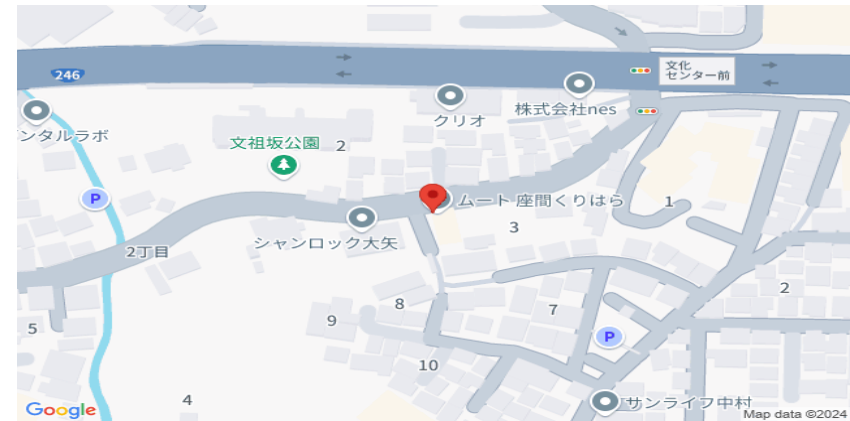 246
文化
センター前
株式会社nes
クリオ
ンタルラボ
文祖坂公園
2
P
ムート 座間くりはら
1
3
シャンロック大矢
2丁目
2
8
7
9
5
P
10
4
サンライフ中村
Google
Map data ©2024